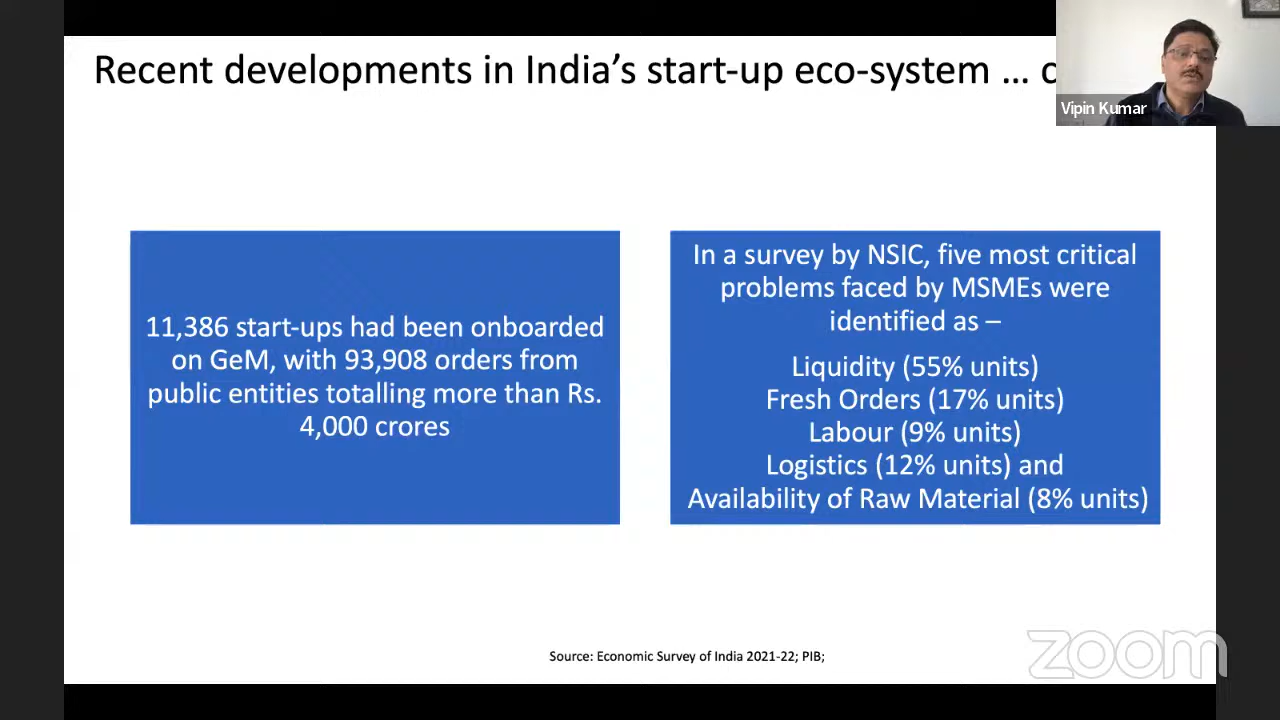 Recent developments in India’s start-up eco-system … c
Vipin Kumar
11,386 start-ups had been onboarded
on GeM, with 93,908 orders from
public entities totalling more than Rs.
4,000 crores
In a survey by NSIC, five most critical
problems faced by MSMEs were
identified as –
Liquidity (55% units)
Fresh Orders (17% units)
Labour (9% units)
Logistics (12% units) and
Availability of Raw Material (8% units)
Source: Economic Survey of India 2021-22; PIB;
zoom